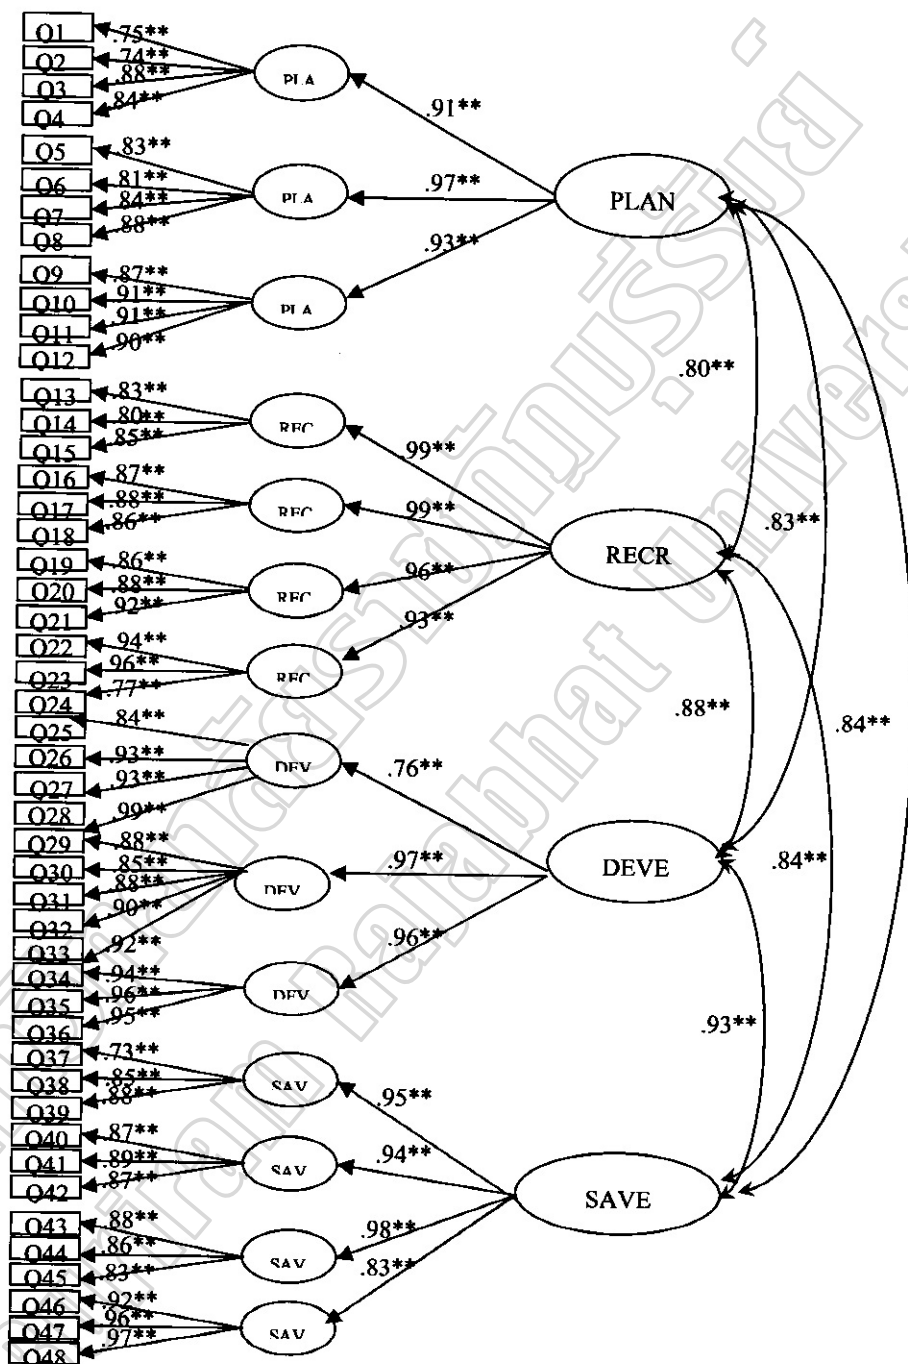 Q1 .75**
Q2 .74**
Q3 .88**
Q4 .84**
PLA
.91**
Q5 .83**
Q6 .81**
Q7 .84**
Q8 .88**
PLA
.97**
PLAN
.93**
Q9 .87**
Q10 .91**
Q11 .91**
Q12 .90**
PLA
.80**
Q13 .83**
Q14 .80**
Q15 .85**
REC
.99**
Q16 .87**
Q17 .88**
Q18 .86**
REC
.99**
.83**
RECR
Q19 .86**
Q20 .88**
Q21 .92**
REC
.96**
.93**
Q22 .94**
Q23 .96**
Q24 .77**
REC
.88**
.84**
Q25 .84**
Q26 .93**
Q27 .93**
Q28 .99**
DEV
.76**
Q29 .88**
Q30 .85**
Q31 .88**
Q32 .90**
Q33 .92**
DEV
.97**
DEVE
.84**
.96**
Q34 .94**
Q35 .96**
Q36 .95**
DEV
.93**
Q37 .73**
Q38 .85**
Q39 .88**
SAV
.95**
Q40 .87**
Q41 .89**
Q42 .87**
SAV
.94**
SAVE
Q43 .88**
Q44 .86**
Q45 .83**
SAV
.98**
.83**
Q46 .92**
Q47 .96**
Q48 .97**
SAV
Rajabhat